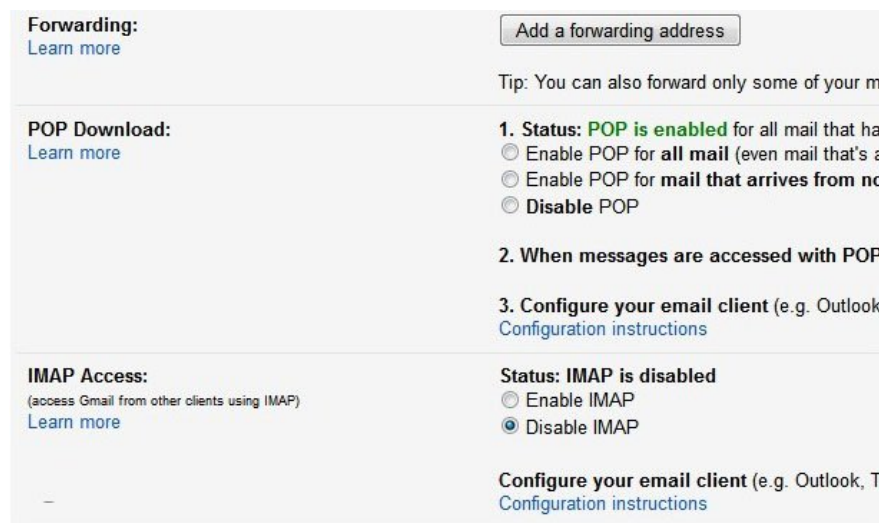 Forwarding:
Learn more
Add a forwarding address
Tip: You can also forward only some of your
POP Download:
Learn more
1. Status: POP is enabled for all mail that
Enable POP for all mail (even mail that's
Enable POP for mail that arrives from
Disable POP
2. When messages are accessed with POP
3. Configure your email client (e.g. Outlook
Configuration instructions
IMAP Access:
(access Gmail from other clients using IMAP)
Learn more
Status: IMAP is disabled
Enable IMAP
Disable IMAP
Configure your email client (e.g. Outlook,
Configuration instructions